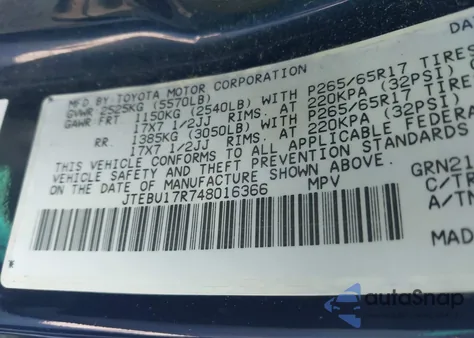 MFD BY TOYOTA MOTOR CORPORATION
GVWR 2525KG (5570LB)
GAWR FRT 1150KG (2540LB) WITH P265/65R17 TIRES
17X7 1/2JJ RIMS. AT 220KPA (32PSI)
RR. 1385KG (3050LB) WITH P265/65R17 TIRES
17X7 1/2JJ RIMS. AT 220KPA (32PSI)
THIS VEHICLE CONFORMS TO ALL APPLICABLE FEDERAL
VEHICLE SAFETY AND THEFT PREVENTION STANDARDS
ON THE DATE OF MANUFACTURE SHOWN ABOVE.
JTEBU17R748016366 MPV
GRN21
C/TR
A/TM
MADE
autoSnap